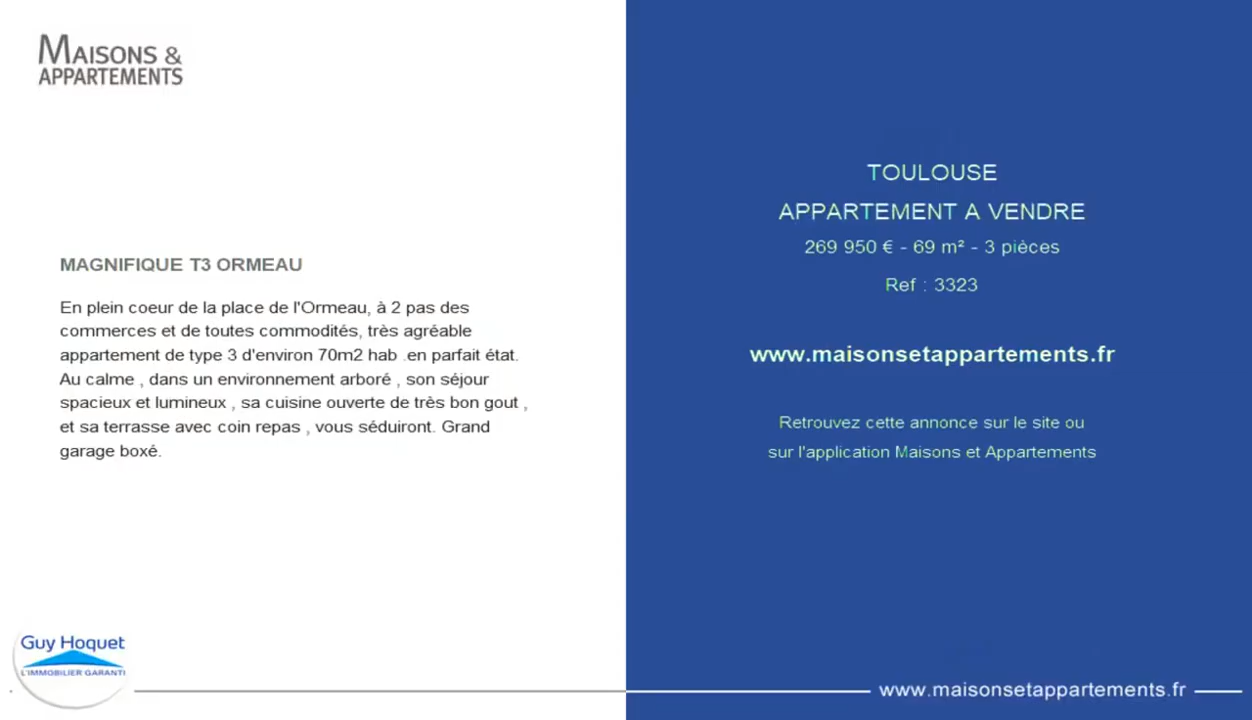 MAISONS &
APPARTEMENTS
MAGNIFIQUE T3 ORMEAU
En plein coeur de la place de l'Ormeau, à 2 pas des
commerces et de toutes commodités, très agréable
appartement de type 3 d'environ 70m2 hab .en parfait état.
Au calme , dans un environnement arboré , son séjour
spacieux et lumineux , sa cuisine ouverte de très bon gout ,
et sa terrasse avec coin repas , vous séduiront. Grand
garage boxé.
Guy Hoquet
L'IMMOBILIER GARANTI
TOULOUSE
APPARTEMENT A VENDRE
269 950 € - 69 m² - 3 pièces
Ref : 3323
www.maisonsetappartements.fr
Retrouvez cette annonce sur le site ou
sur l'application Maisons et Appartements
www.maisonsetappartements.fr